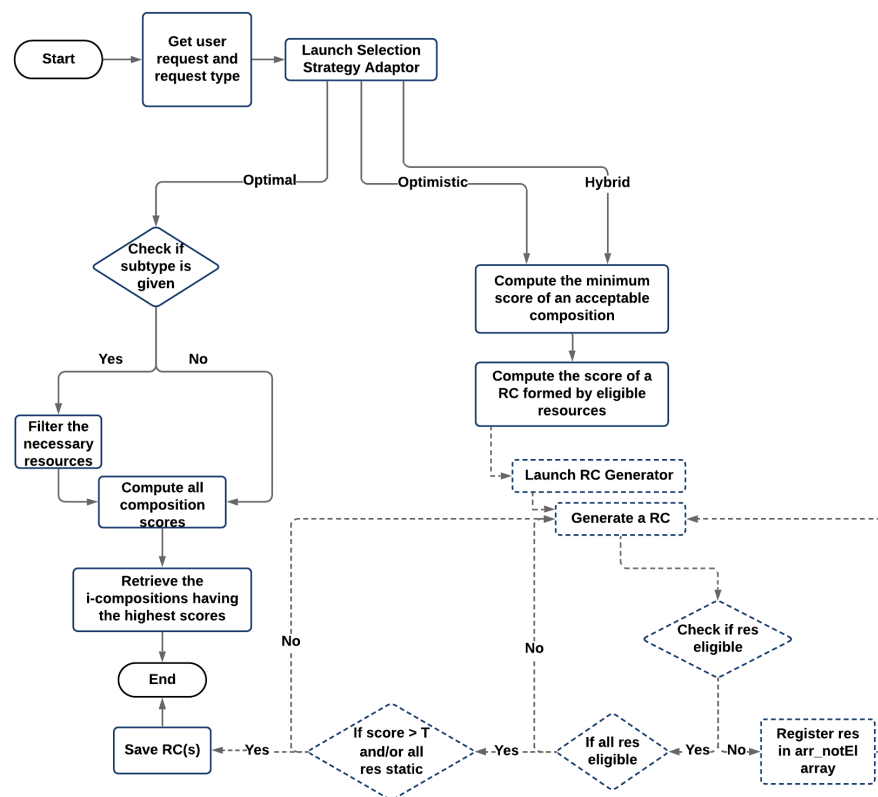 Start
Get user
request and
request type
Launch Selection
Strategy Adaptor
Optimal
Optimistic
Hybrid
Check if
subtype is
given
Compute the minimum
score of an acceptable
composition
Yes
No
Compute the score of a
RC formed by eligible
resources
Filter the
necessary
resources
Launch RC Generator
Compute all
composition
scores
Generate a RC
Retrieve the
i-compositions having
the highest scores
Check if res
eligible
No
No
End
Save RC(s)
Yes
If score > T
and/or all
res static
Yes
If all res
eligible
Yes
No
Register res
in arr_notEl
array